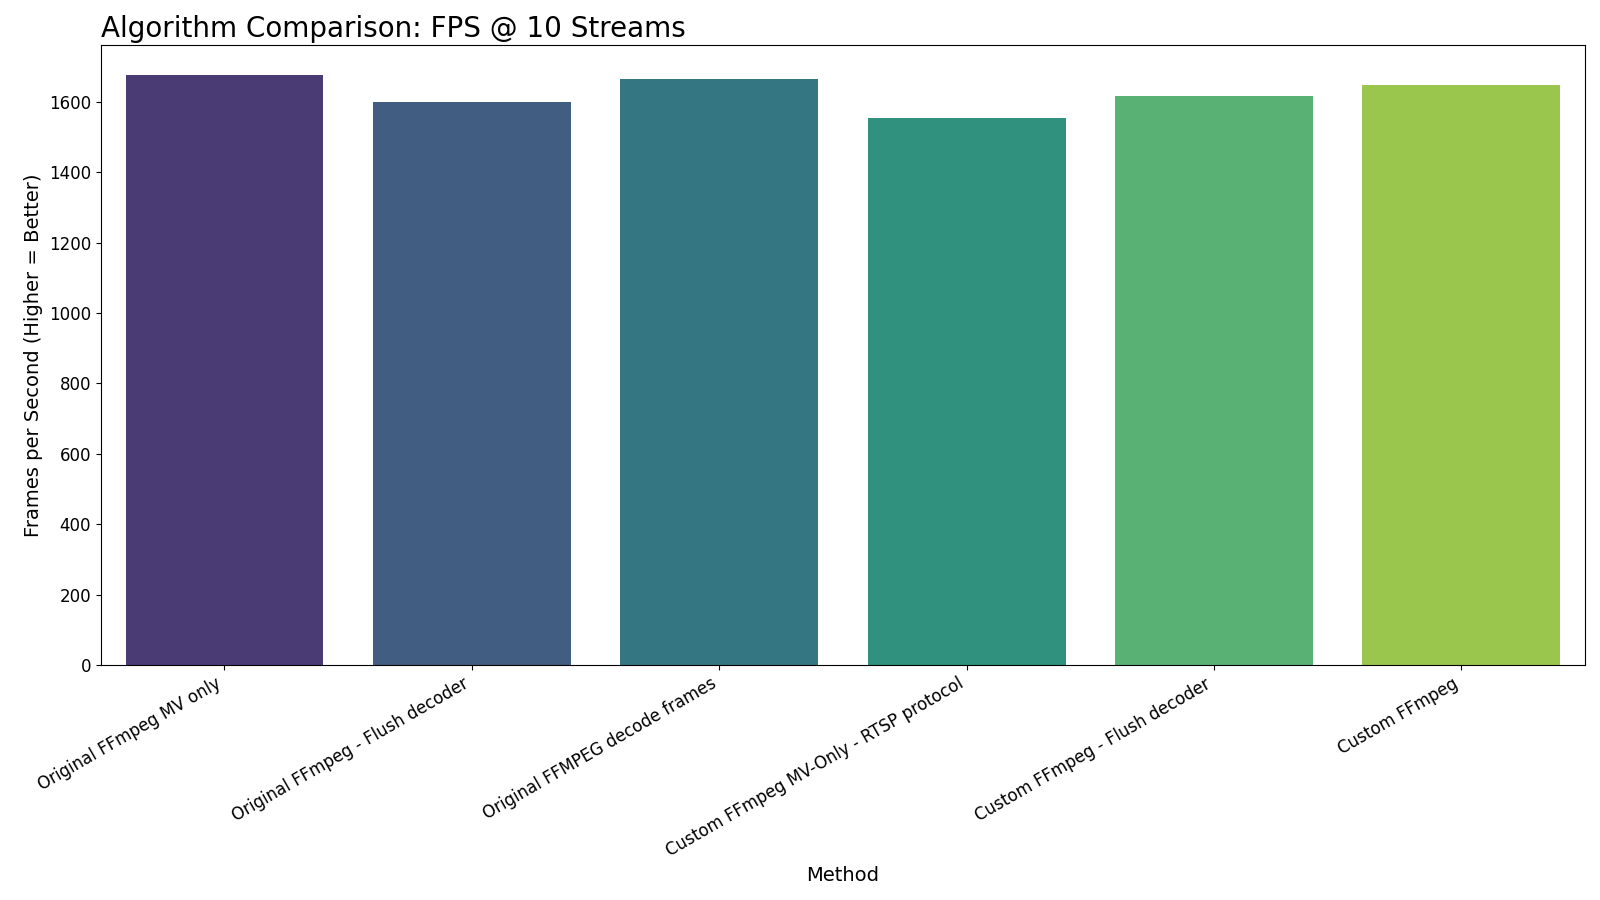 Algorithm Comparison: FPS @ 10 Streams
Frames per Second (Higher = Better)
1600
1400
1200
1000
800
600
400
200
0
Original FFmpeg MV only
Original FFmpeg - Flush decoder
Original FFMPEG decode frames
Custom FFmpeg MV-Only - RTSP protocol
Custom FFmpeg - Flush decoder
Custom FFmpeg
Method